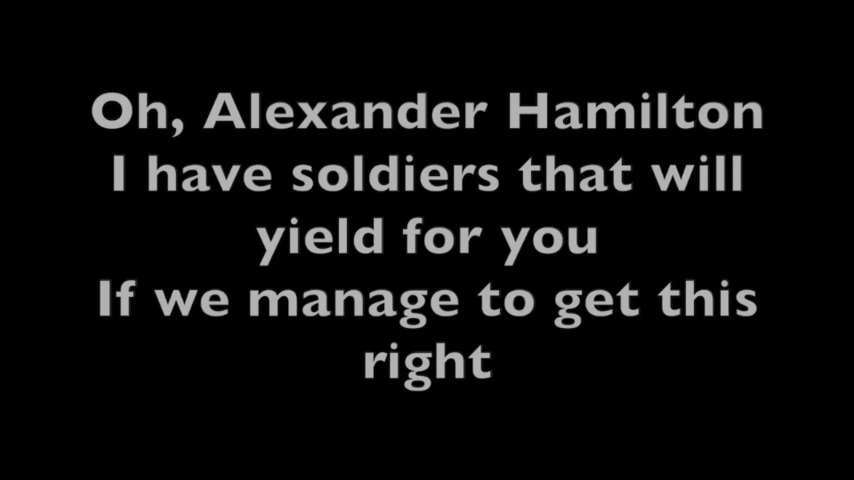 Oh, Alexander Hamilton
I have soldiers that will
yield for you
If we manage to get this
right